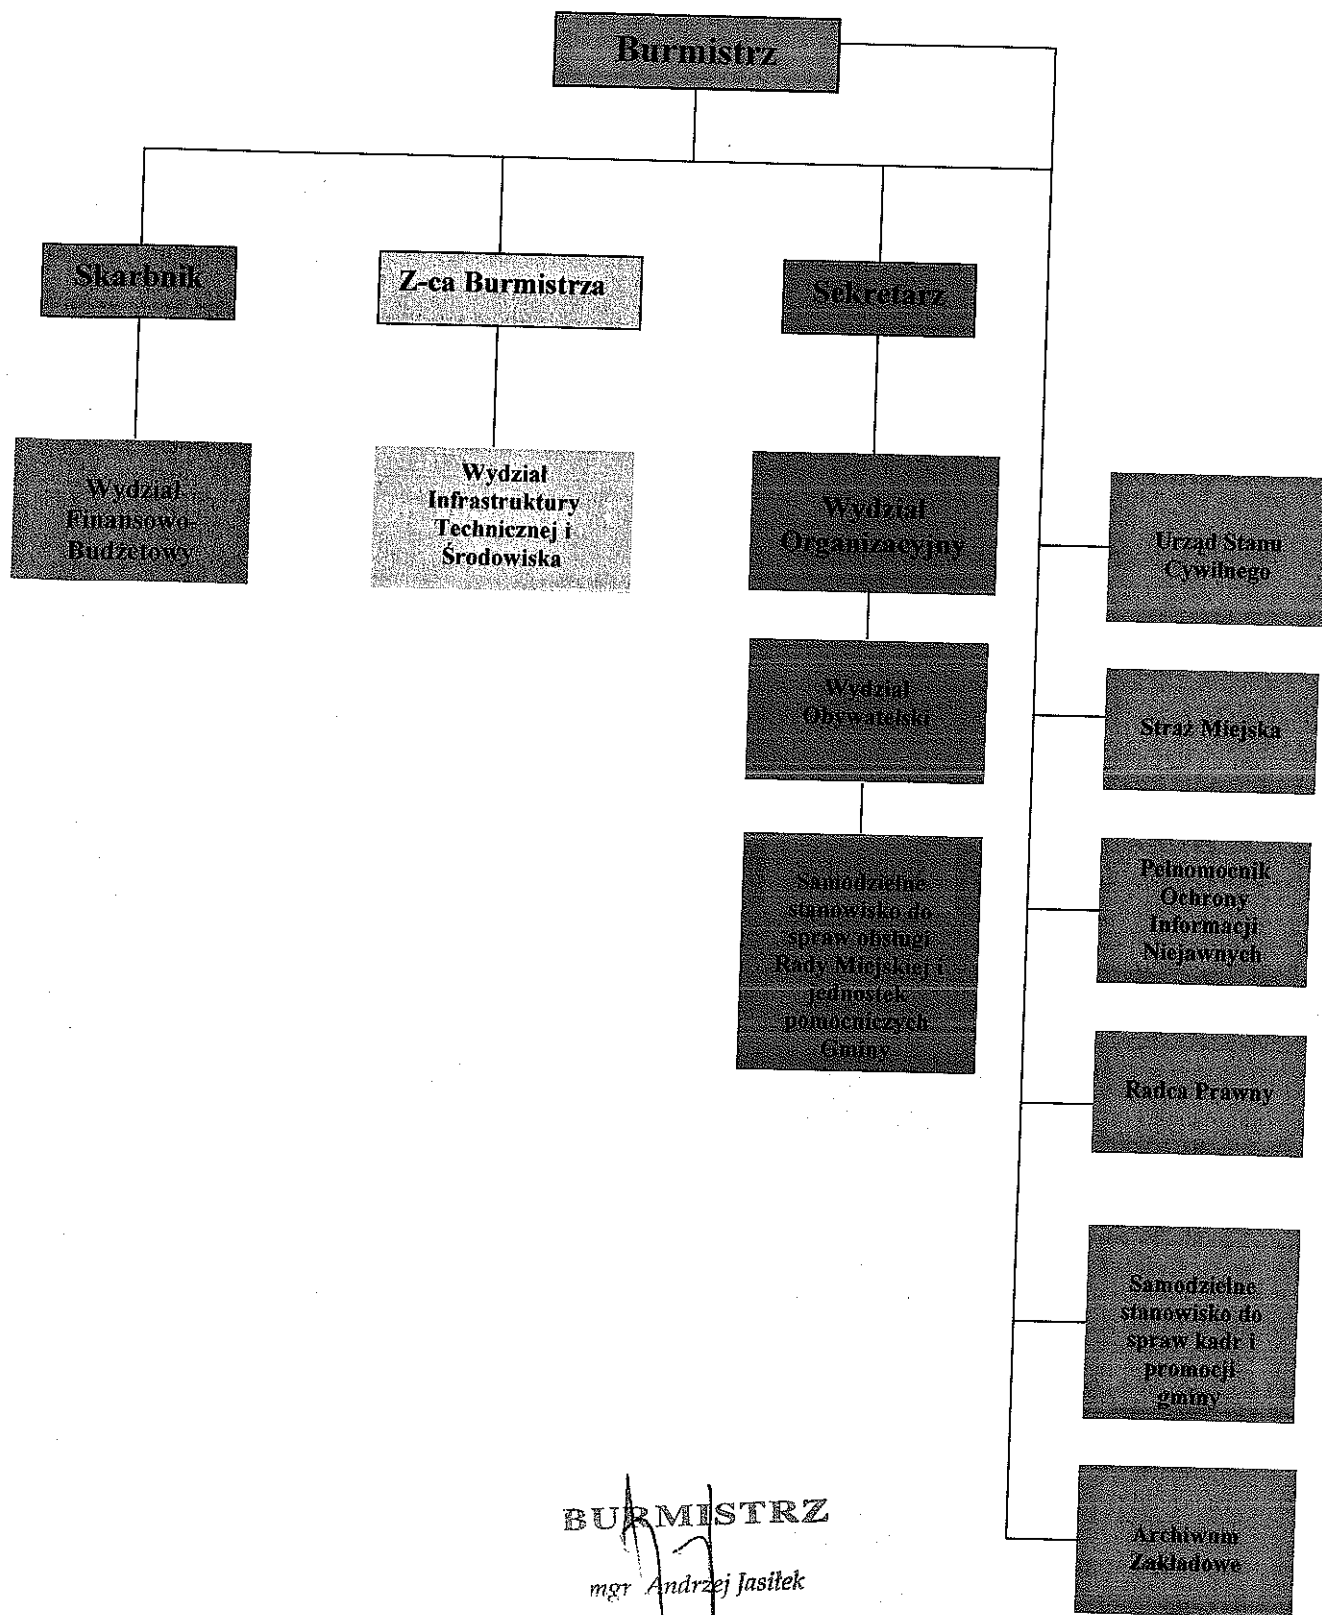 Burmistrz
Skarbnik
Z-ca Burmistrza
Sekretarz
Wydział
Finansowo-
Budżetowy
Wydział
Infrastruktury
Technicznej i
Środowiska
Wydział
Organizacyjny
Wydział
Obywatelski
Samodzielne
stanowisko do
spraw obsługi
Rady Miejskiej i
jednostek
pomocniczych
Gminy
Urząd Stanu
Cywilnego
Straż Miejska
Pełnomocnik
Ochrony
Informacji
Niejawnych
Radca Prawny
Samodzielne
stanowisko do
spraw kadr i
promocji
gminy
Archiwum
Zakładowe
BURMISTRZ
mgr Andrzej Jasiłek